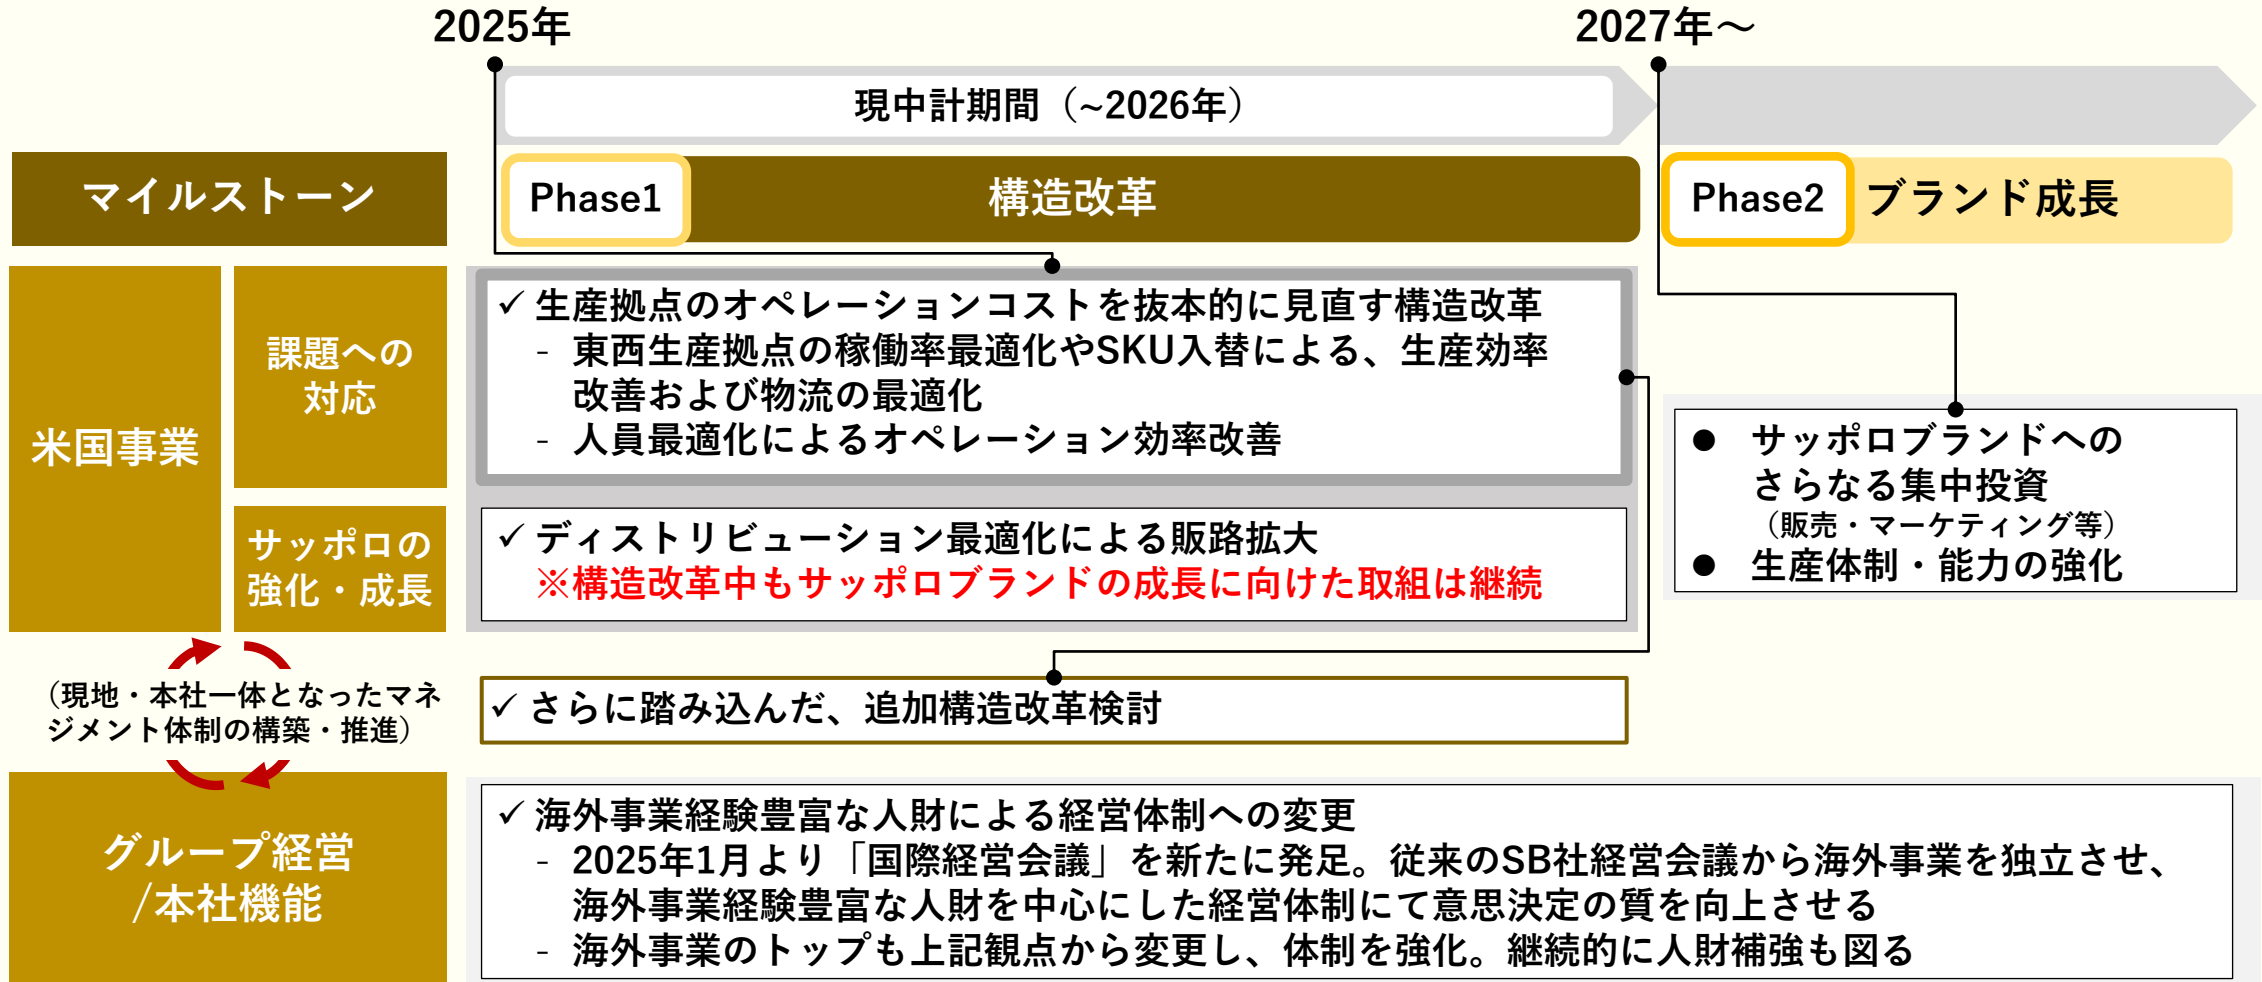 2025年
2027年～
現中計期間（~2026年）
マイルストーン
Phase1
構造改革
Phase2
ブランド成長
米国事業
課題への
対応
✓ 生産拠点のオペレーションコストを抜本的に見直す構造改革
- 東西生産拠点の稼働率最適化やSKU入替による、生産効率
改善および物流の最適化
- 人員最適化によるオペレーション効率改善
サッポロの
強化・成長
✓ ディストリビューション最適化による販路拡大
※構造改革中もサッポロブランドの成長に向けた取組は継続
● サッポロブランドへの
さらなる集中投資
（販売・マーケティング等）
● 生産体制・能力の強化
（現地・本社一体となったマネ
ジメント体制の構築・推進）
✓ さらに踏み込んだ、追加構造改革検討
グループ経営
/本社機能
✓ 海外事業経験豊富な人財による経営体制への変更
- 2025年1月より「国際経営会議」を新たに発足。従来のSB社経営会議から海外事業を独立させ、
海外事業経験豊富な人財を中心にした経営体制にて意思決定の質を向上させる
- 海外事業のトップも上記観点から変更し、体制を強化。継続的に人財補強も図る